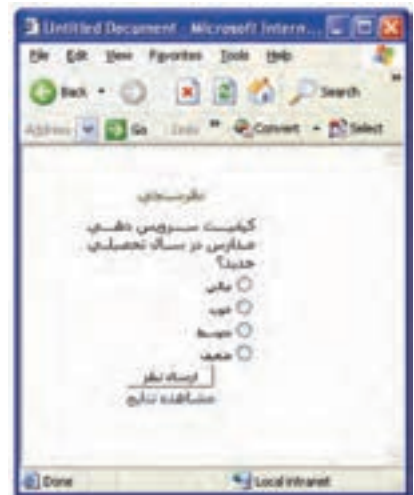 Untitled Document - Microsoft Intern...
File Edit View Favorites Tools Help
Back Search
Address Go Links » Convert Select
نظرسنجی
کیفیت سرویس دهی
مدارس در سال تحصیلی
جدید؟
عالی
خوب
متوسط
ضعیف
ارسال نظر
مشاهده نتایج
Done Local intranet